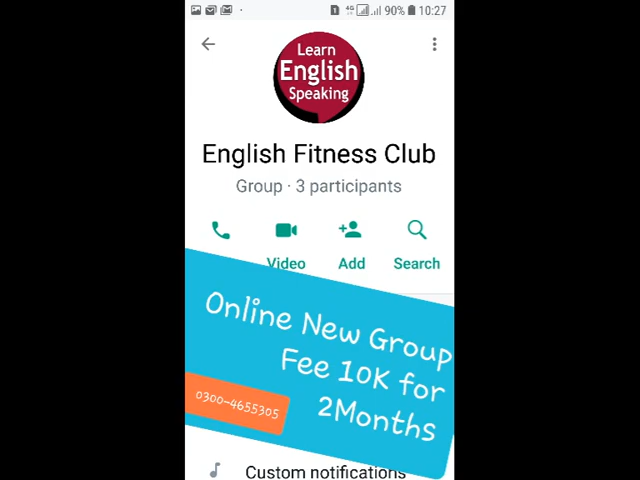 90% 10:27
Learn
English
Speaking
English Fitness Club
Group · 3 participants
Video Add Search
Online New Group
Fee 10K for
2Months
0300-4655305
Custom notifications